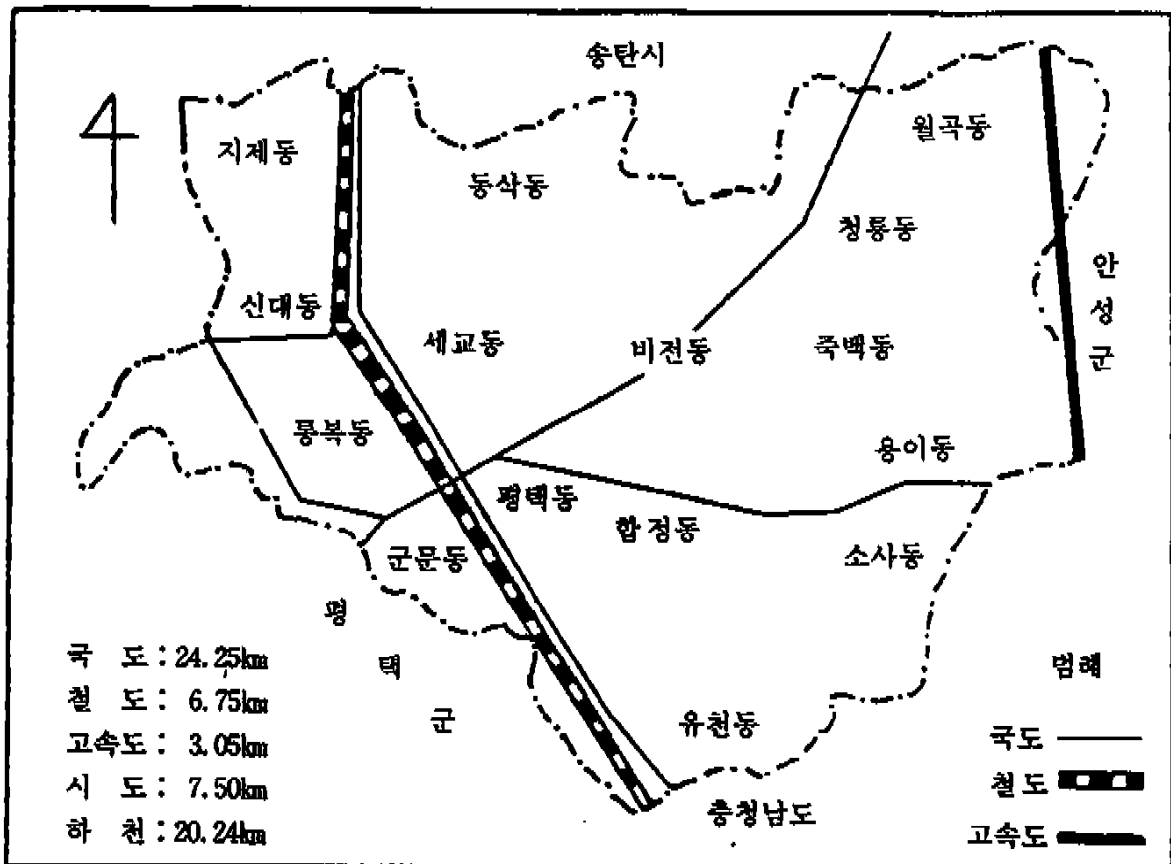 송탄시
월곡동
지제동
동삭동
청룡동
안성군
신대동
세교동
비전동
죽백동
통복동
용이동
평택동
합정동
군문동
소사동
평택군
국 도 : 24.25km
범례
철 도 : 6.75km
유천동
고속도 : 3.05km
국도
시 도 : 7.50km
철도
충청남도
하 천 : 20.24km
고속도